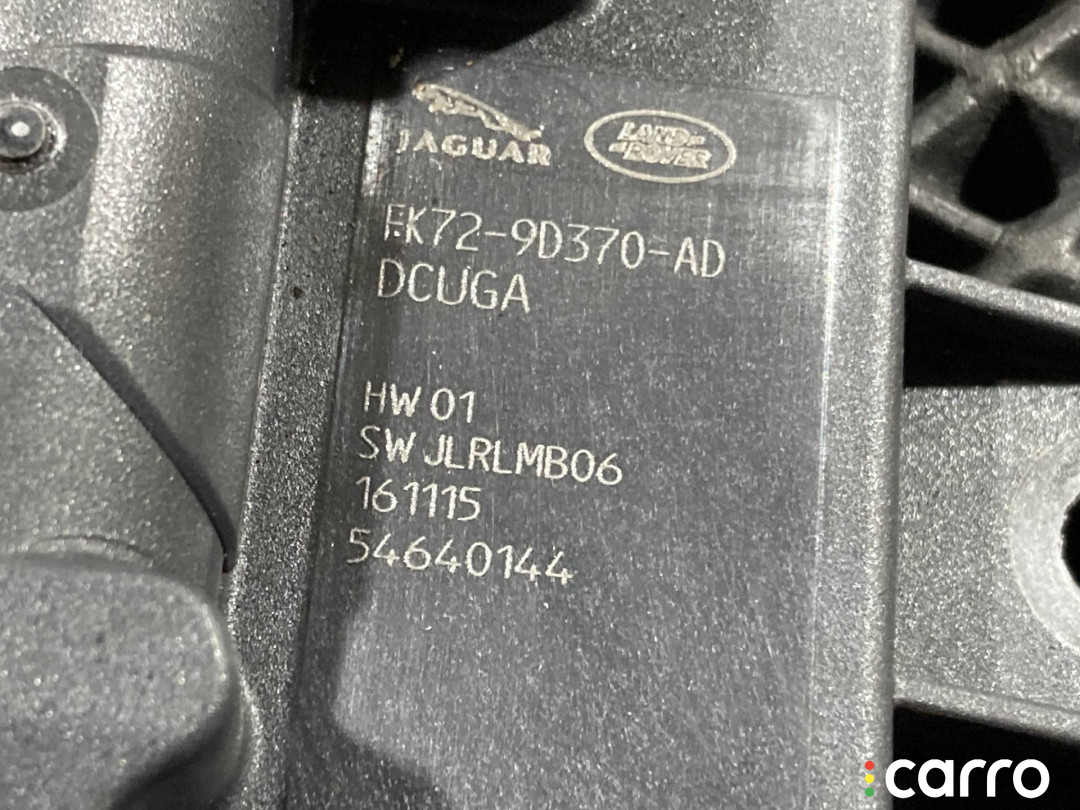 JAGUAR
LAND-
-ROVER
FK72-9D370-AD
DCUGA
HW 01
SW JLRLMB06
161115
54640144
carro